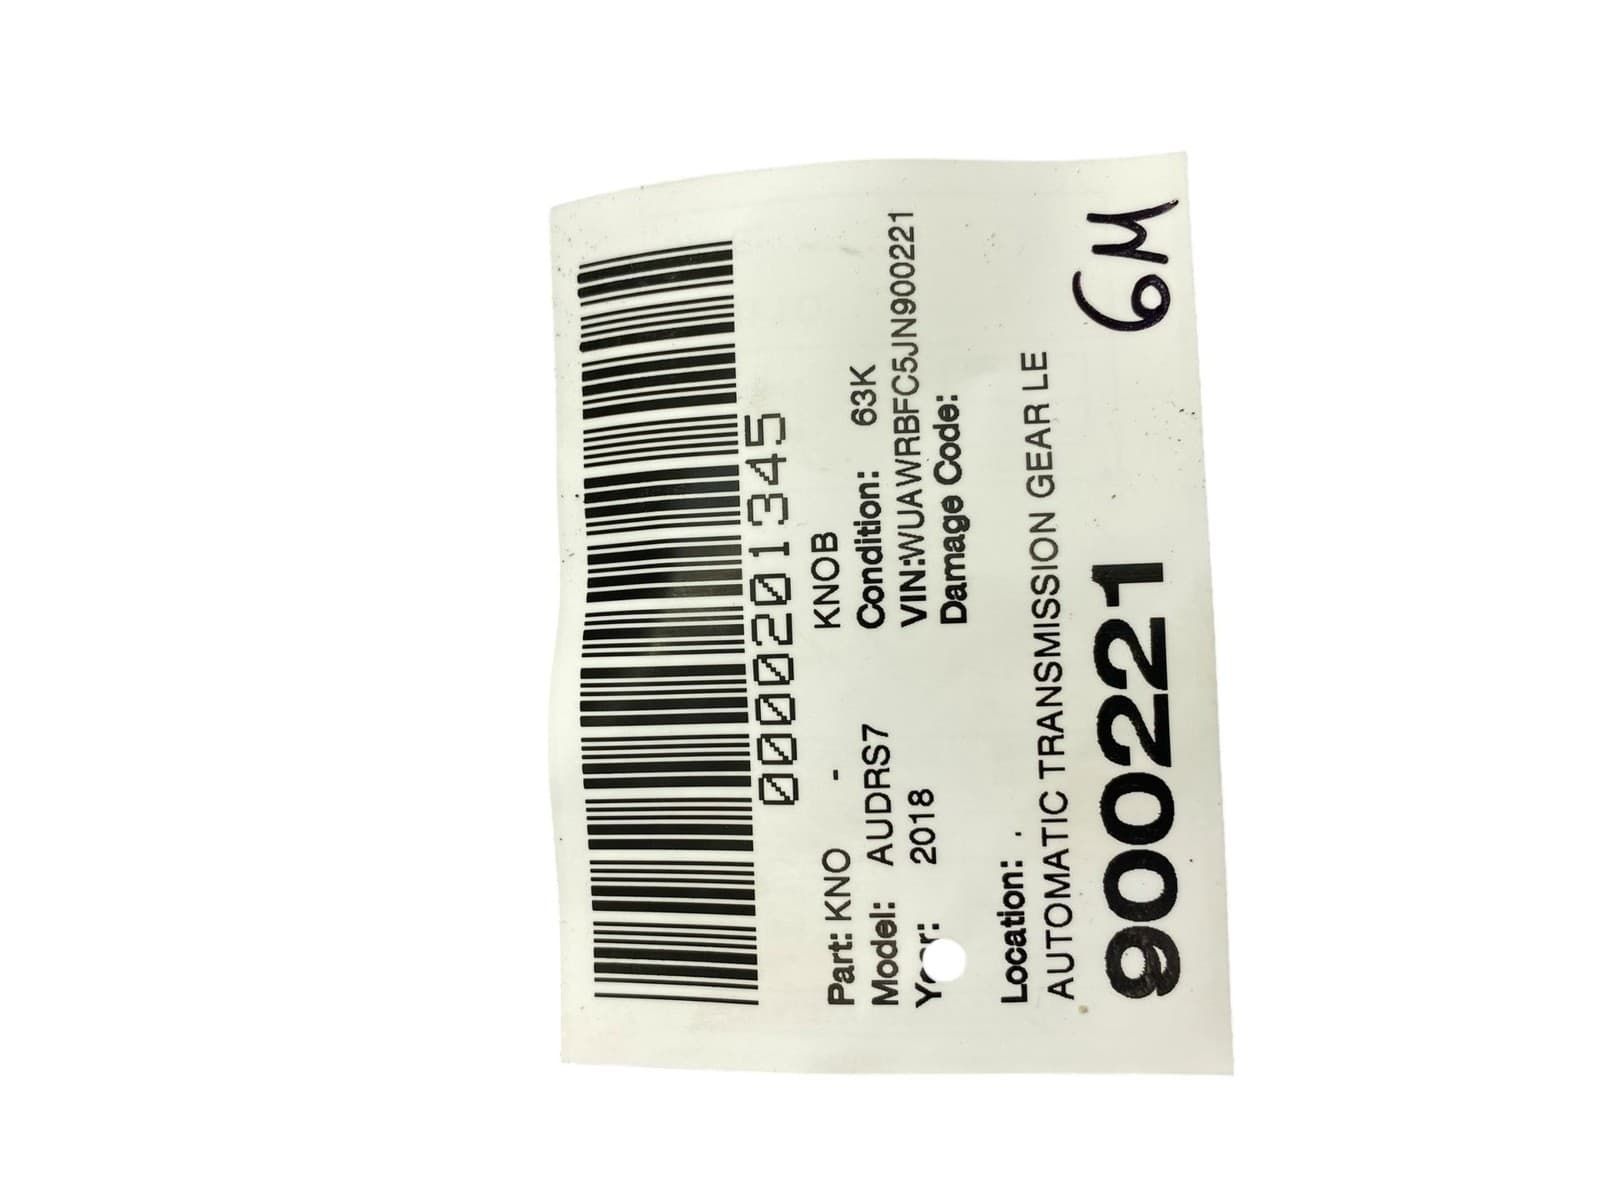 0000201345
Part: KNO - KNOB
Model: AUDRS7 Condition: 63K
Year: 2018 VIN:WUAWRBFC5JN900221
Damage Code:
Location: .
AUTOMATIC TRANSMISSION GEAR LE
900221 6M